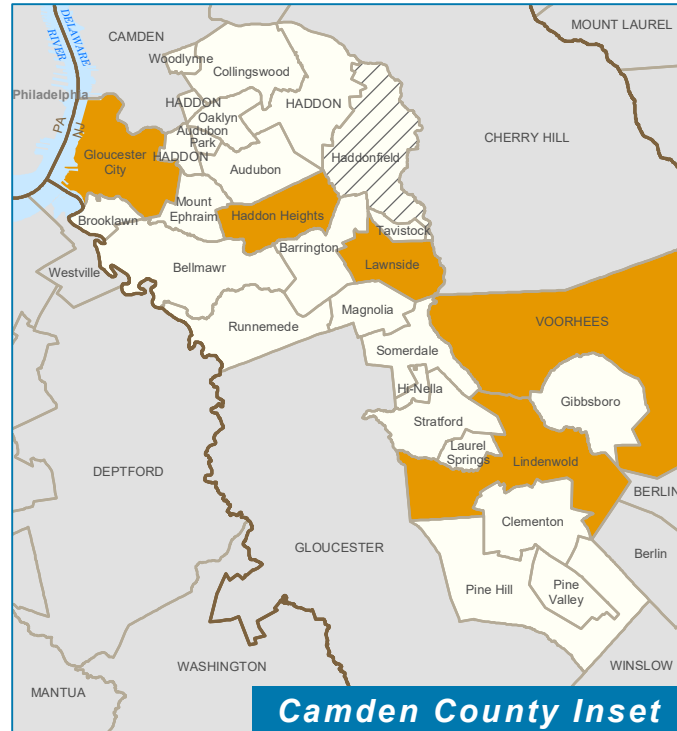 MOUNT LAUREL
DELAWARE
RIVER
CAMDEN
Woodlynne
Collingswood
Philadelphia
HADDON
HADDON
Oaklyn
PA
NJ
Audubon
Park
CHERRY HILL
Gloucester
City
HADDON
Haddonfield
Audubon
Mount
Ephraim
Haddon Heights
Brooklawn
Tavistock
Barrington
Westville
Bellmawr
Lawnside
Magnolia
Runnemede
VOORHEES
Somerdale
Hi-Nella
Gibbsboro
Stratford
Laurel
Springs
Lindenwold
DEPTFORD
BERLIN
Clementon
GLOUCESTER
Berlin
Pine Hill
Pine
Valley
WASHINGTON
WINSLOW
MANTUA
Camden County Inset